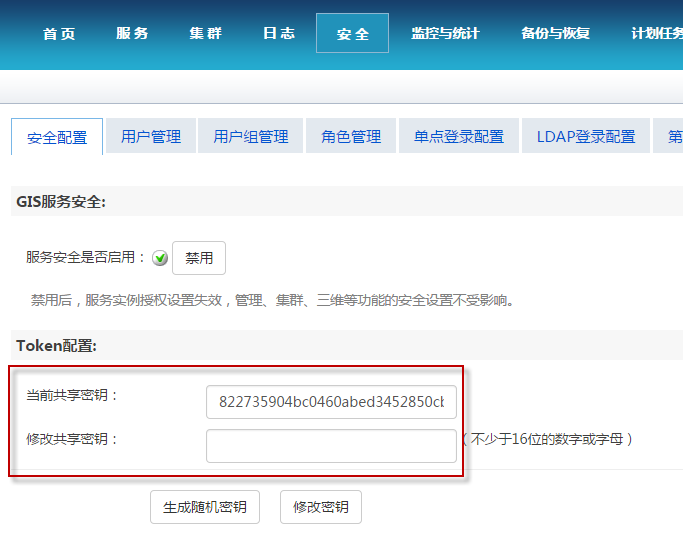 首 页 服 务 集 群 日 志 安 全 监控与统计 备份与恢复 计划任务
安全配置 用户管理 用户组管理 角色管理 单点登录配置 LDAP登录配置 第
GIS服务安全:
服务安全是否启用： 禁用
禁用后，服务实例授权设置失效，管理、集群、三维等功能的安全设置不受影响。
Token配置:
当前共享密钥： 822735904bc0460abed3452850cb
修改共享密钥： （不少于16位的数字或字母）
生成随机密钥 修改密钥